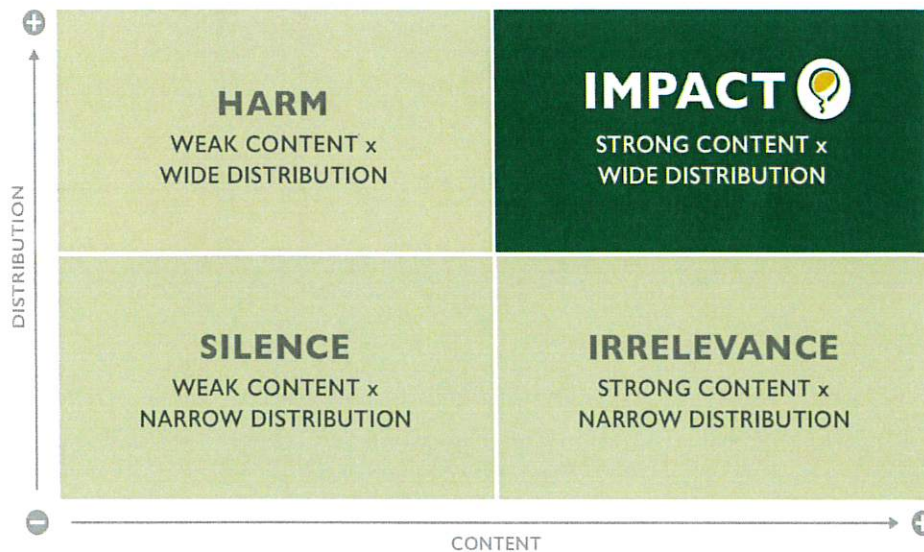 HARM
WEAK CONTENT x
WIDE DISTRIBUTION
IMPACT
STRONG CONTENT x
WIDE DISTRIBUTION
DISTRIBUTION
SILENCE
WEAK CONTENT x
NARROW DISTRIBUTION
IRRELEVANCE
STRONG CONTENT x
NARROW DISTRIBUTION
CONTENT